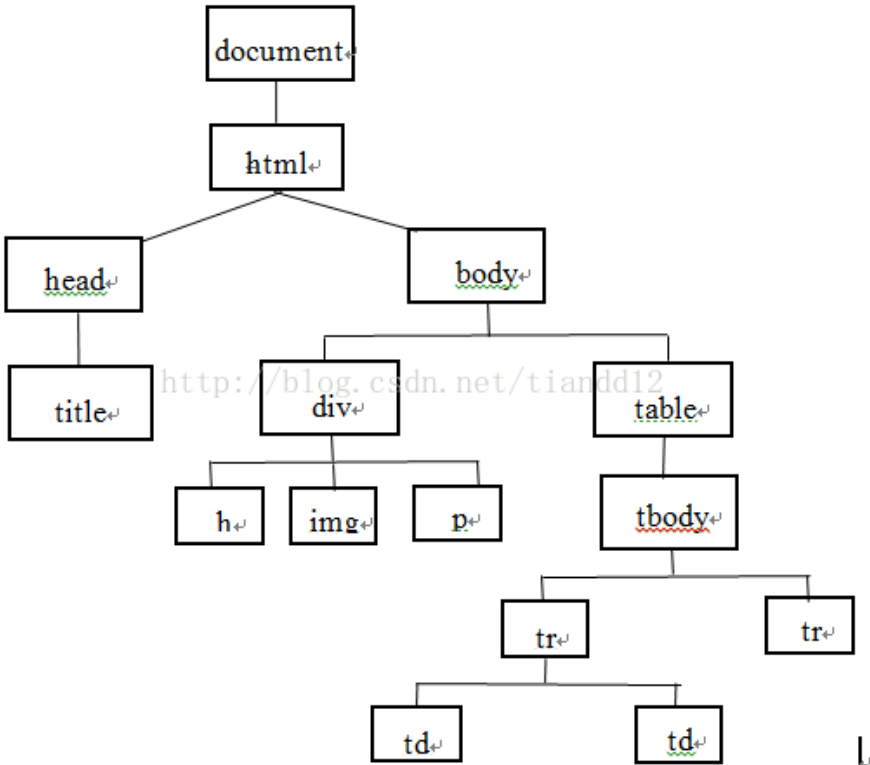 document
html
head
body
title
http://blog.csdn.net/tiandd12
div
table
h
img
p
tbody
tr
tr
td
td